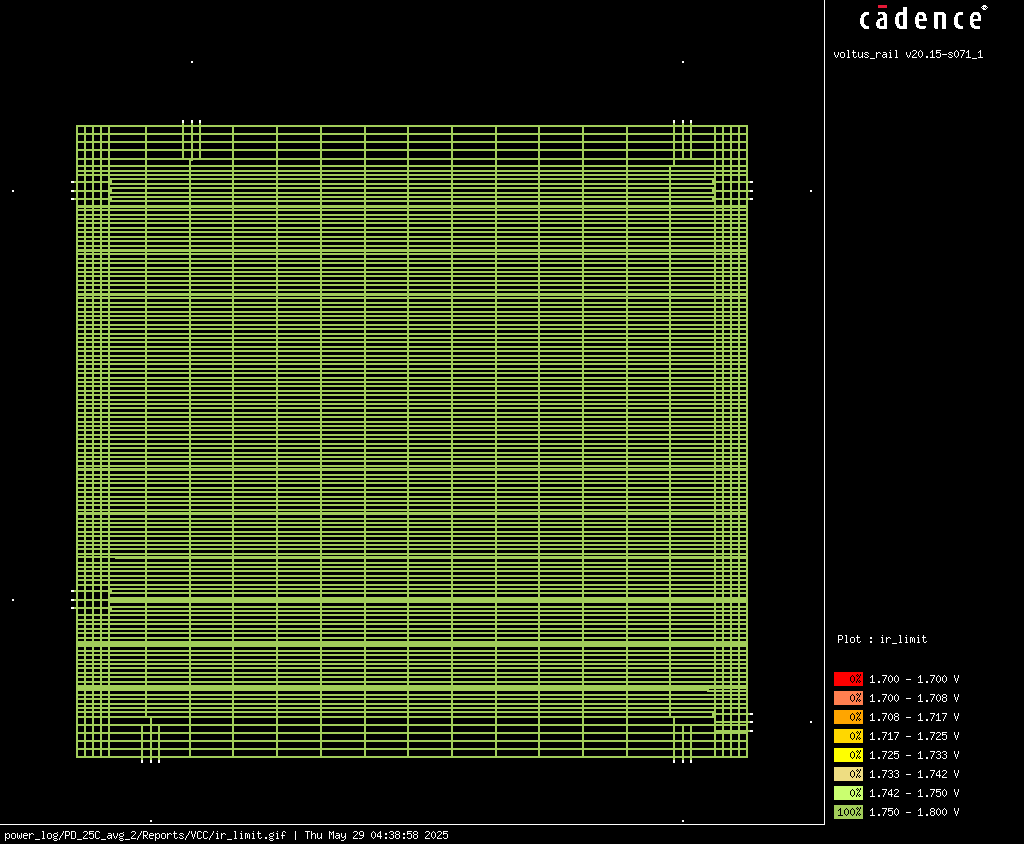 cādence®
voltus_rail v20.15-s071_1
Plot : ir_limit
0% 1.700 - 1.700 V
0% 1.700 - 1.708 V
0% 1.708 - 1.717 V
0% 1.717 - 1.725 V
0% 1.725 - 1.733 V
0% 1.733 - 1.742 V
0% 1.742 - 1.750 V
100% 1.750 - 1.800 V
power_log/PD_25C_avg_2/Reports/VCC/ir_limit.gif | Thu May 29 04:38:58 2025